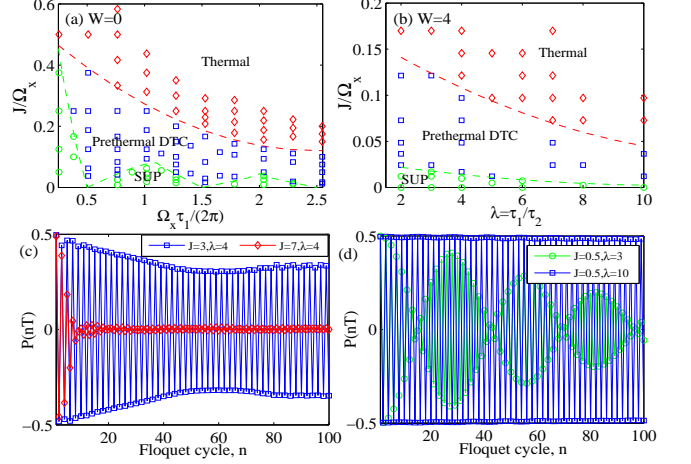 (a) W=0
Thermal
Prethermal DTC
SUP
J/Ω_x
0.6
0.4
0.2
0
0.5 1 1.5 2 2.5
Ω_x τ_1/(2π)
(b) W=4
Thermal
Prethermal DTC
SUP
J/Ω_x
0.2
0.15
0.1
0.05
0
2 4 6 8 10
λ=τ_1/τ_2
(c)
J=3,λ=4 J=7,λ=4
P(nT)
0.5
0
−0.5
20 40 60 80 100
Floquet cycle, n
(d)
J=0.5,λ=3
J=0.5,λ=10
P(nT)
0.5
0
−0.5
20 40 60 80 100
Floquet cycle, n